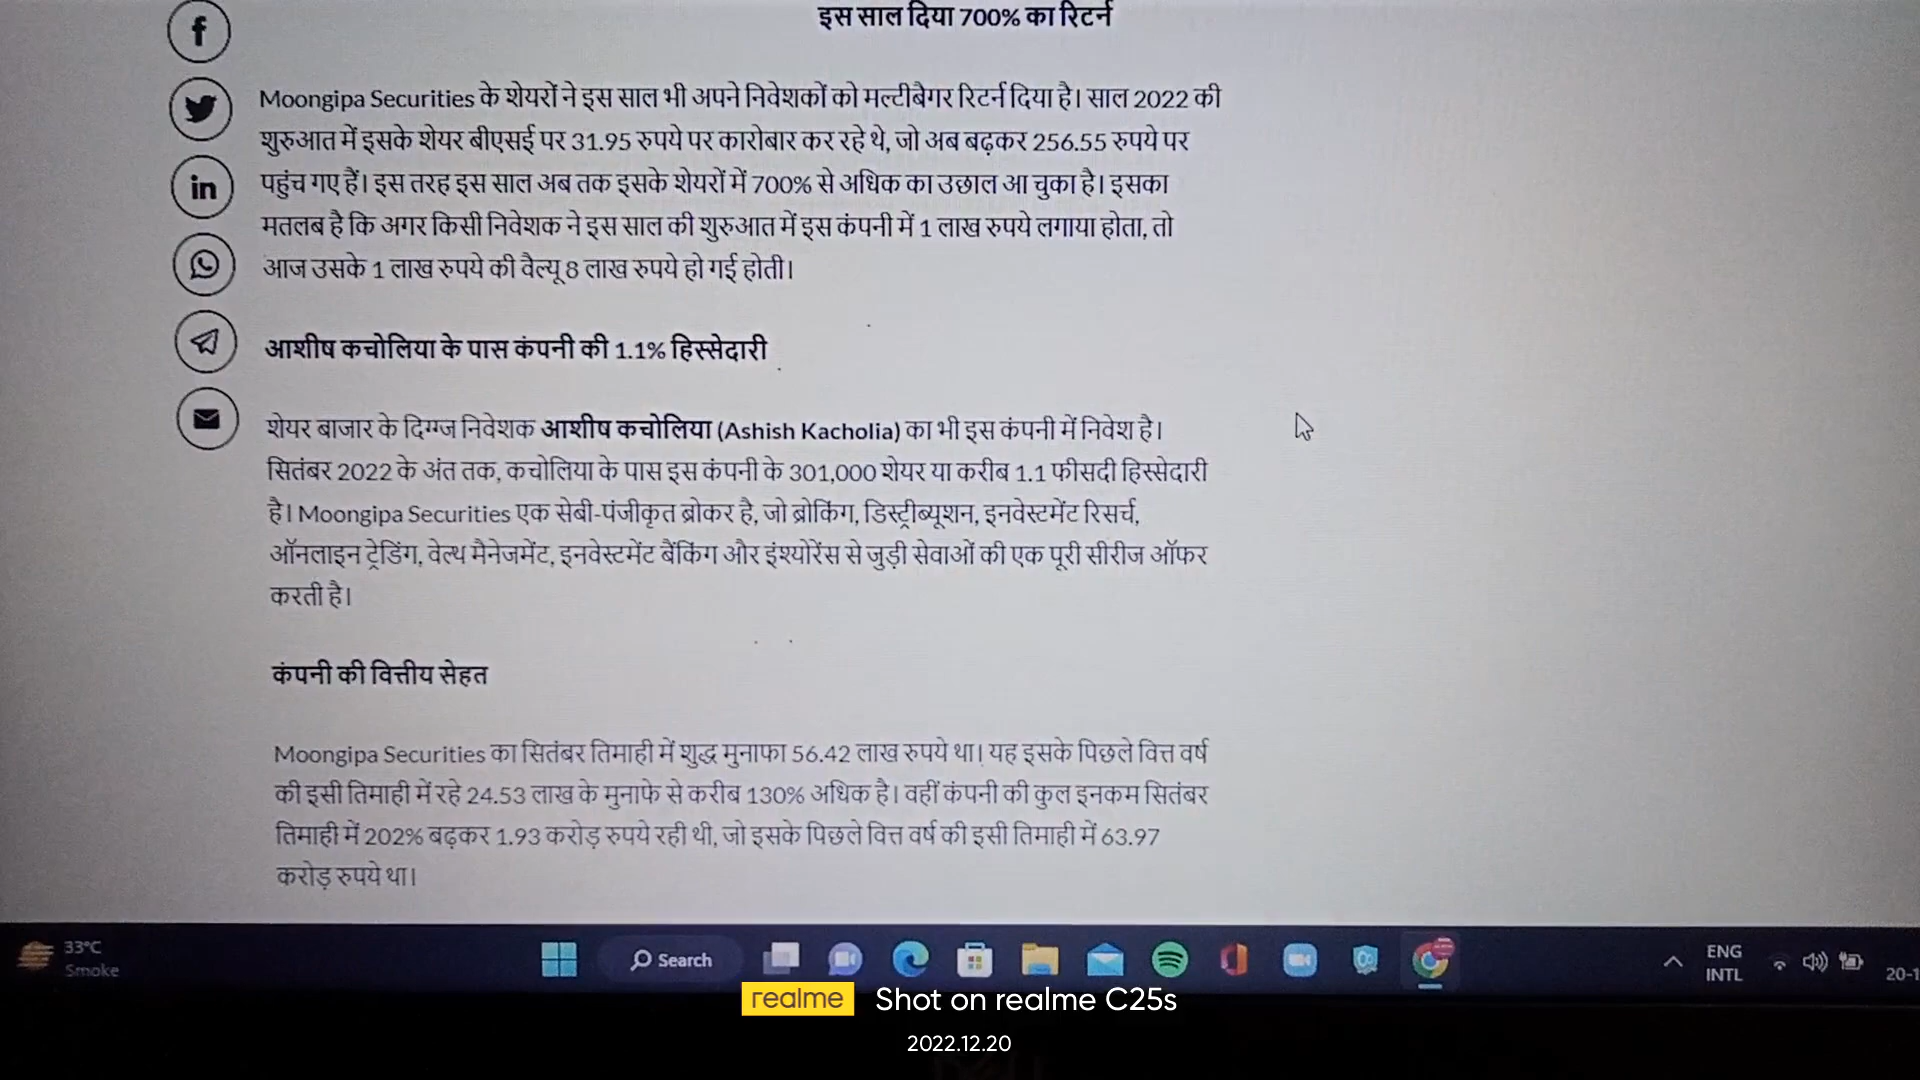 इस साल दिया 700% का रिटर्न
Moongipa Securities के शेयरों ने इस साल भी अपने निवेशकों को मल्टीबैगर रिटर्न दिया है। साल 2022 की
शुरुआत में इसके शेयर बीएसई पर 31.95 रुपये पर कारोबार कर रहे थे, जो अब बढ़कर 256.55 रुपये पर
पहुंच गए हैं। इस तरह इस साल अब तक इसके शेयरों में 700% से अधिक का उछाल आ चुका है। इसका
मतलब है कि अगर किसी निवेशक ने इस साल की शुरुआत में इस कंपनी में 1 लाख रुपये लगाया होता, तो
आज उसके 1 लाख रुपये की वैल्यू 8 लाख रुपये हो गई होती।
आशीष कचोलिया के पास कंपनी की 1.1% हिस्सेदारी
शेयर बाजार के दिग्गज निवेशक आशीष कचोलिया (Ashish Kacholia) का भी इस कंपनी में निवेश है।
सितंबर 2022 के अंत तक, कचोलिया के पास इस कंपनी के 301,000 शेयर या करीब 1.1 फीसदी हिस्सेदारी
है। Moongipa Securities एक सेबी-पंजीकृत ब्रोकर है, जो ब्रोकिंग, डिस्ट्रीब्यूशन, इनवेस्टमेंट रिसर्च,
ऑनलाइन ट्रेडिंग, वेल्थ मैनेजमेंट, इनवेस्टमेंट बैंकिंग और इंश्योरेंस से जुड़ी सेवाओं की एक पूरी सीरीज ऑफर
करती है।
कंपनी की वित्तीय सेहत
Moongipa Securities का सितंबर तिमाही में शुद्ध मुनाफा 56.42 लाख रुपये था। यह इसके पिछले वित्त वर्ष
की इसी तिमाही में रहे 24.53 लाख के मुनाफे से करीब 130% अधिक है। वहीं कंपनी की कुल इनकम सितंबर
तिमाही में 202% बढ़कर 1.93 करोड़ रुपये रही थी, जो इसके पिछले वित्त वर्ष की इसी तिमाही में 63.97
करोड़ रुपये था।
33°C
Smoke
Search
ENG
INTL
20-1
realme Shot on realme C25s
2022.12.20